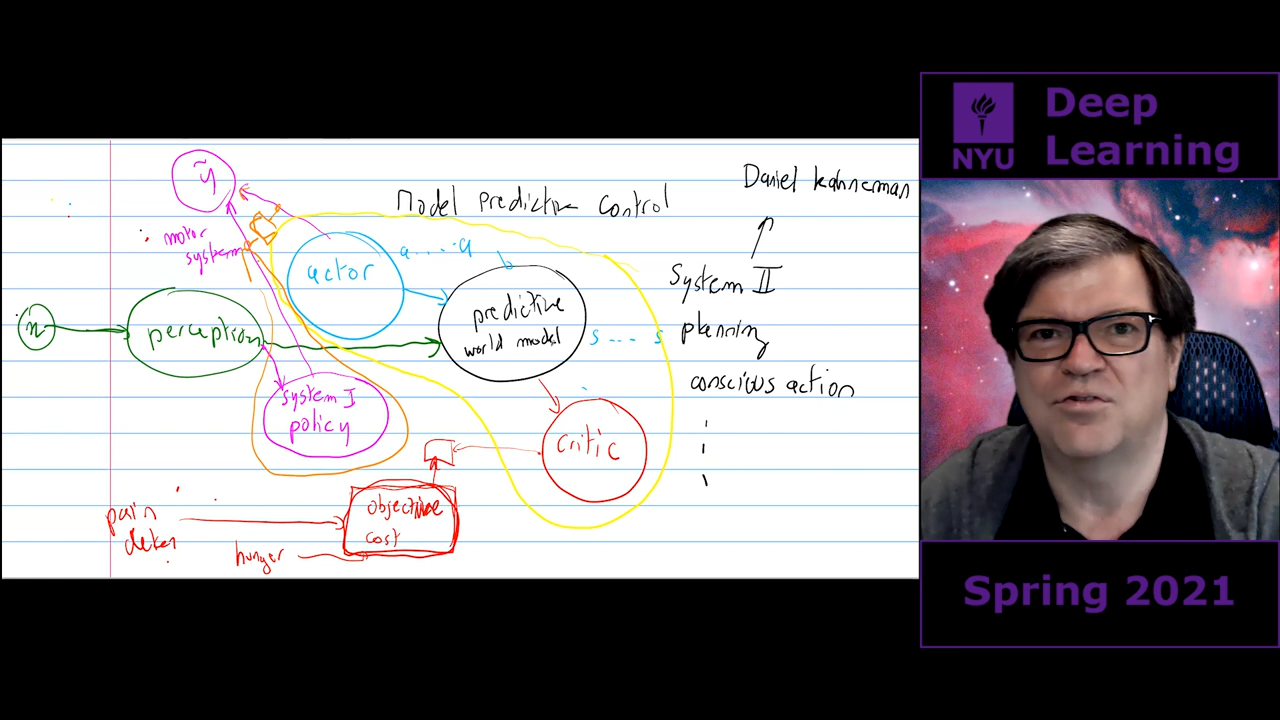 ỹ
motor
system
Model Predictive Control
Daniel Kahneman
actor
a....a
System II
x
perception
predictive
world model
s... s
planning
conscious action
system I
policy
critic
objective
cost
pain
hunger
NYU
Deep
Learning
Spring 2021